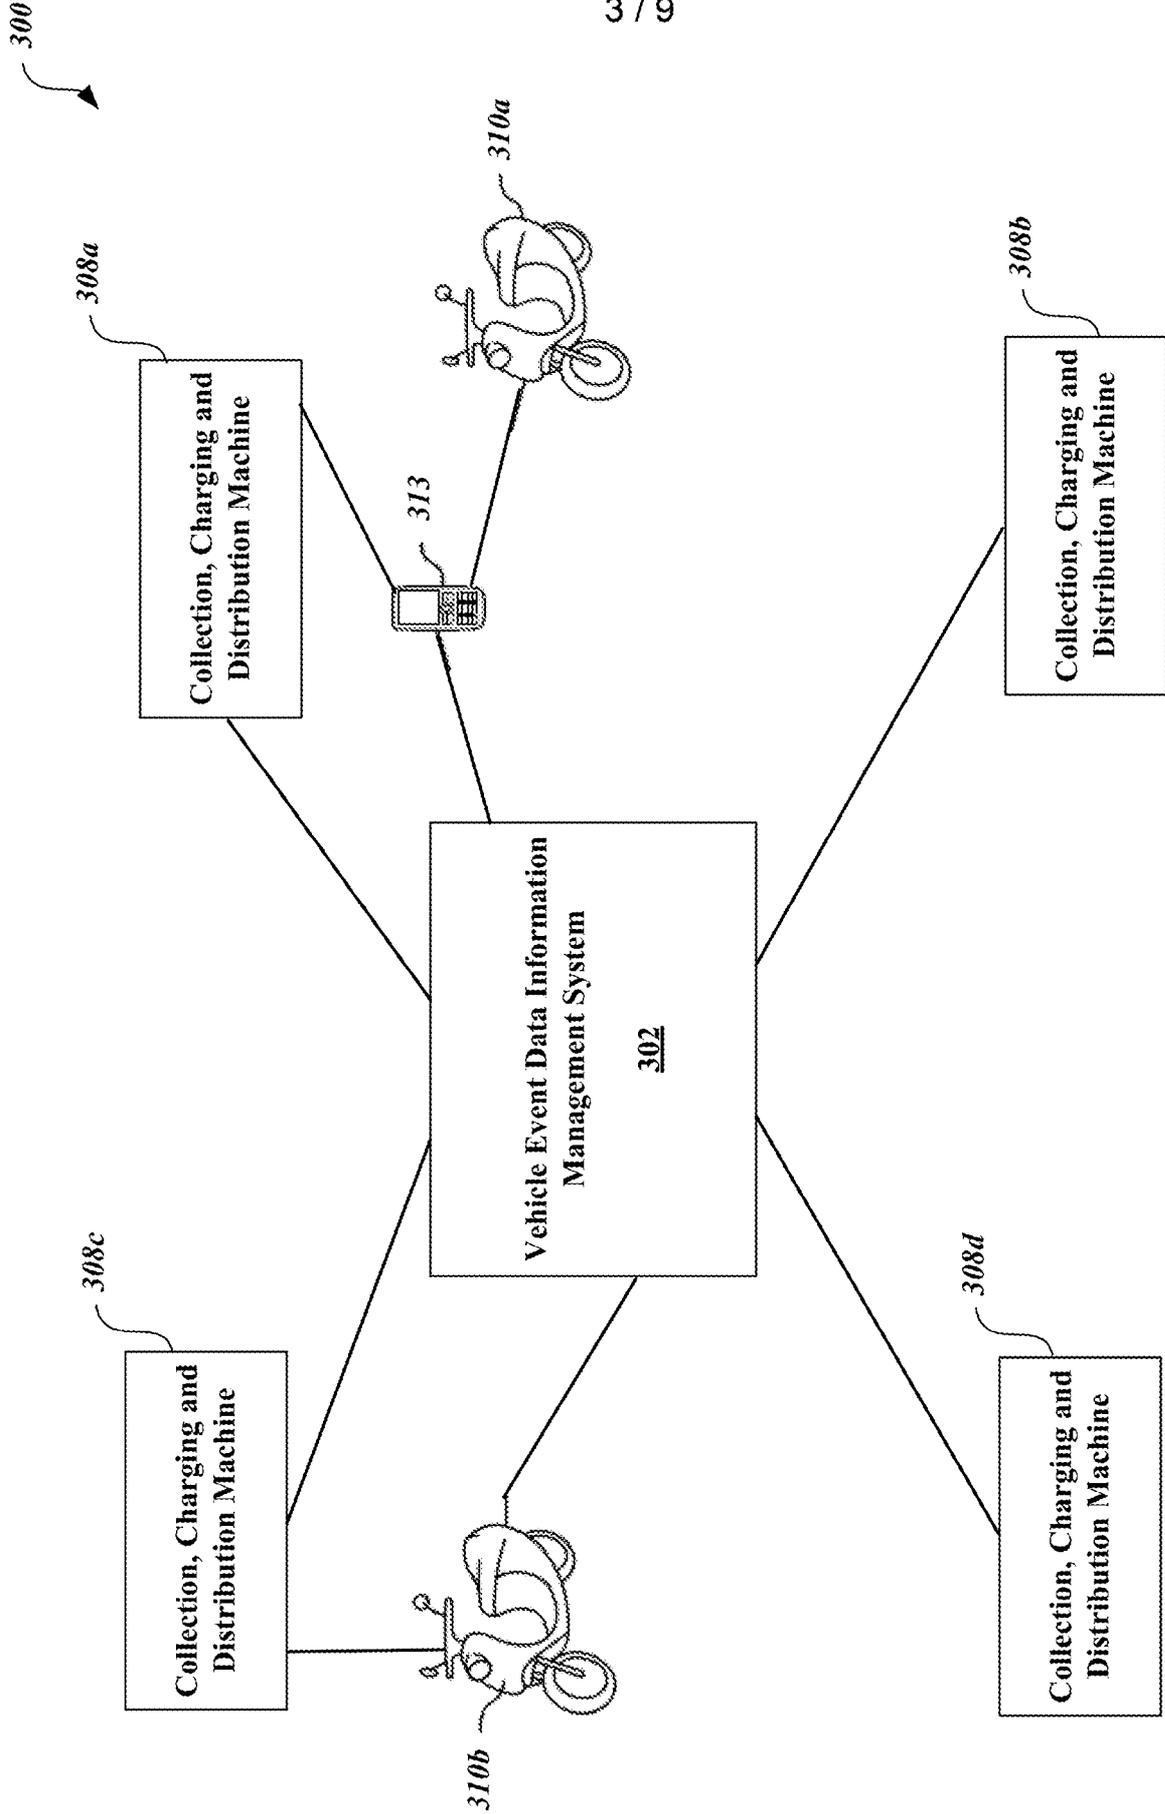 3 / 9
300
308c
Collection, Charging and
Distribution Machine
308a
Collection, Charging and
Distribution Machine
310a
313
Vehicle Event Data Information
Management System
302
310b
308d
Collection, Charging and
Distribution Machine
308b
Collection, Charging and
Distribution Machine